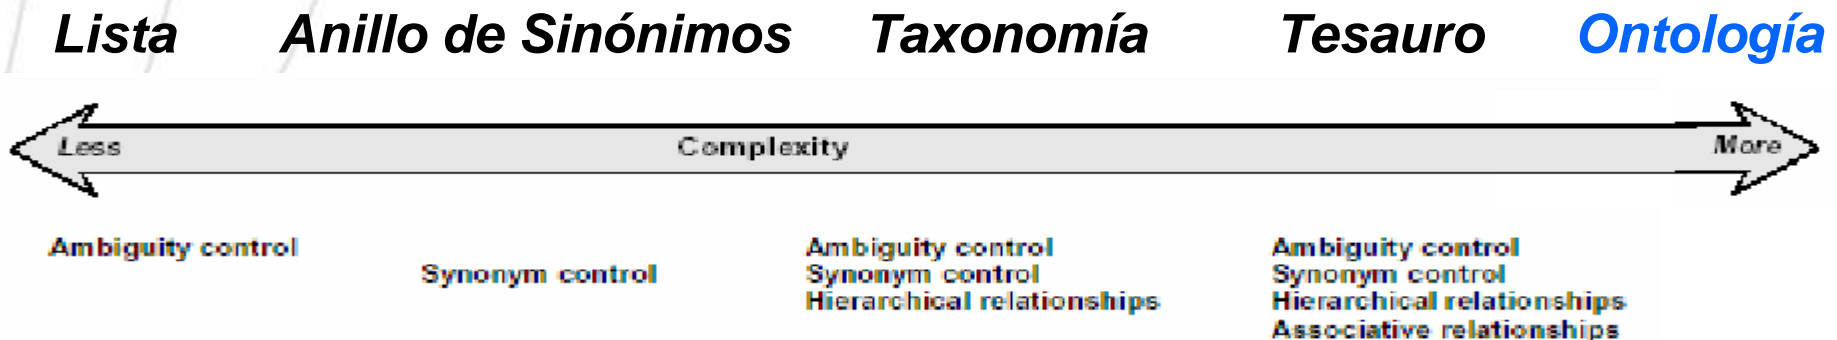 Lista Anillo de Sinónimos Taxonomía Tesauro Ontología
Less Complexity More
Ambiguity control Ambiguity control Ambiguity control
Synonym control Synonym control Synonym control
Hierarchical relationships Hierarchical relationships
Associative relationships